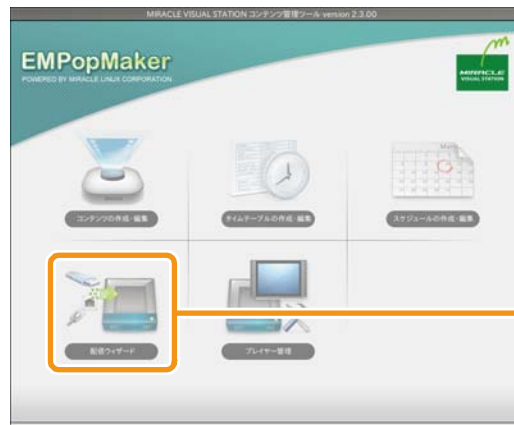 MIRACLE VISUAL STATION コンテンツ管理ツール version 2.3.00
EMPopMaker
POWERED BY MIRACLE LINUX CORPORATION
m
MIRACLE
VISUAL STATION
コンテンツの作成・編集
タイムテーブルの作成・編集
スケジュールの作成・編集
配信ウィザード
プレイヤー管理